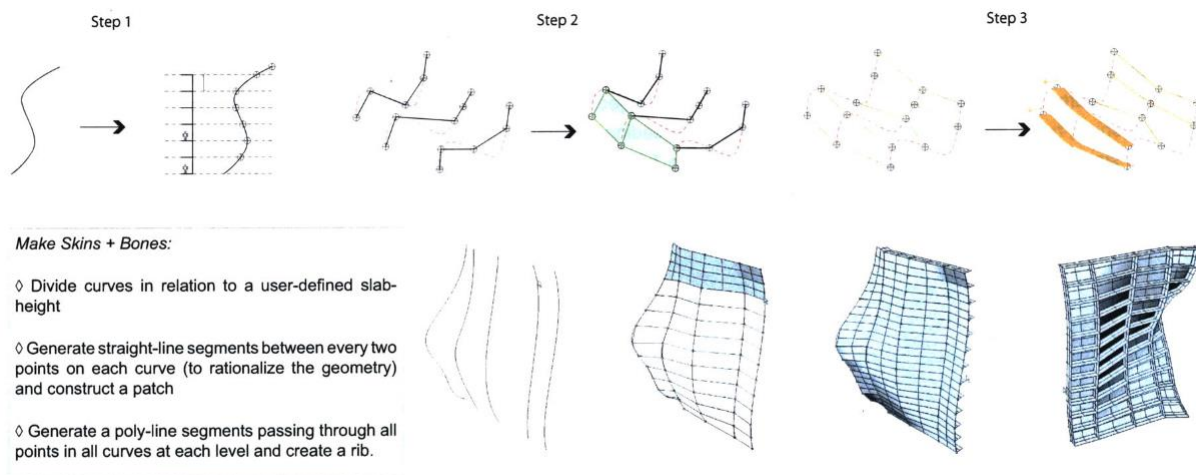 Step 1
Step 2
Step 3
Make Skins + Bones:
◊ Divide curves in relation to a user-defined slab-
height
◊ Generate straight-line segments between every two
points on each curve (to rationalize the geometry)
and construct a patch
◊ Generate a poly-line segments passing through all
points in all curves at each level and create a rib.